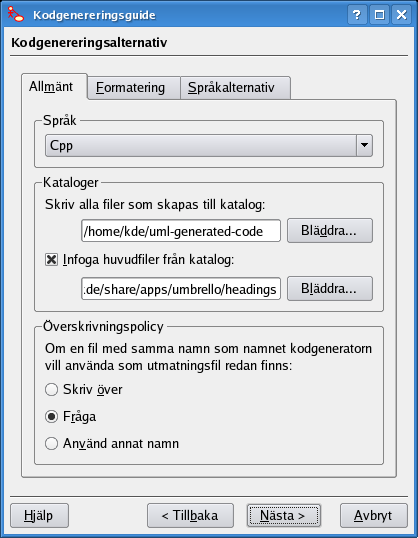 Kodgenereringsguide
Kodgenereringsalternativ
Allmänt
Formatering
Språkalternativ
Språk
Cpp
Kataloger
Skriv alla filer som skapas till katalog:
/home/kde/uml-generated-code
Bläddra...
Infoga huvudfiler från katalog:
.de/share/apps/umbrello/headings
Bläddra...
Överskrivningspolicy
Om en fil med samma namn som namnet kodgeneratorn
vill använda som utmatningsfil redan finns:
Skriv över
Fråga
Använd annat namn
Hjälp
< Tillbaka
Nästa >
Avbryt